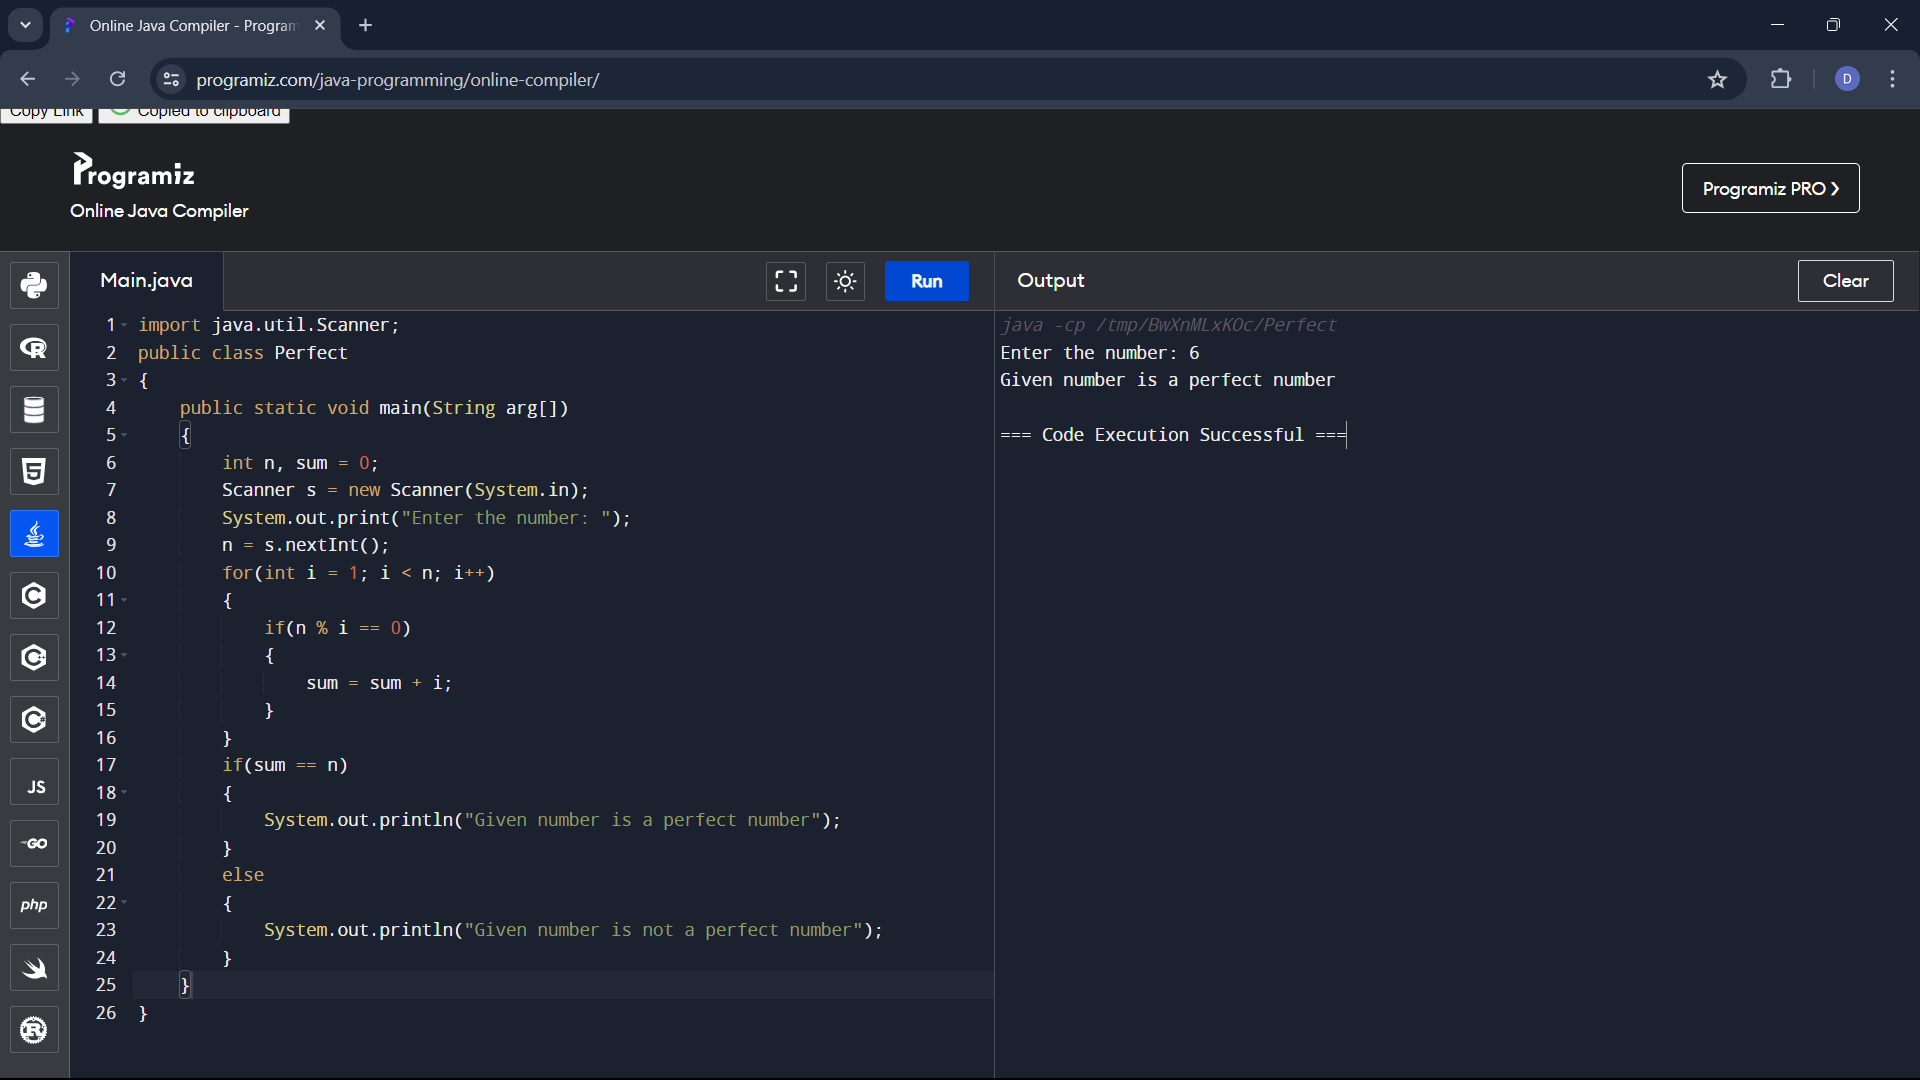 Online Java Compiler - Program
programiz.com/java-programming/online-compiler/
D
Copy Link
Copied to clipboard
Programiz
Online Java Compiler
Programiz PRO ❯
Main.java
Run
Output
Clear
1 import java.util.Scanner;
2 public class Perfect
3 {
4     public static void main(String arg[])
5     {
6         int n, sum = 0;
7         Scanner s = new Scanner(System.in);
8         System.out.print("Enter the number: ");
9         n = s.nextInt();
10         for(int i = 1; i < n; i++)
11         {
12             if(n % i == 0)
13             {
14                 sum = sum + i;
15             }
16         }
17         if(sum == n)
18         {
19             System.out.println("Given number is a perfect number");
20         }
21         else
22         {
23             System.out.println("Given number is not a perfect number");
24         }
25     }
26 }
java -cp /tmp/BwXnMLxKOc/Perfect
Enter the number: 6
Given number is a perfect number
=== Code Execution Successful ===
R
5
C
C
C
JS
GO
php
R